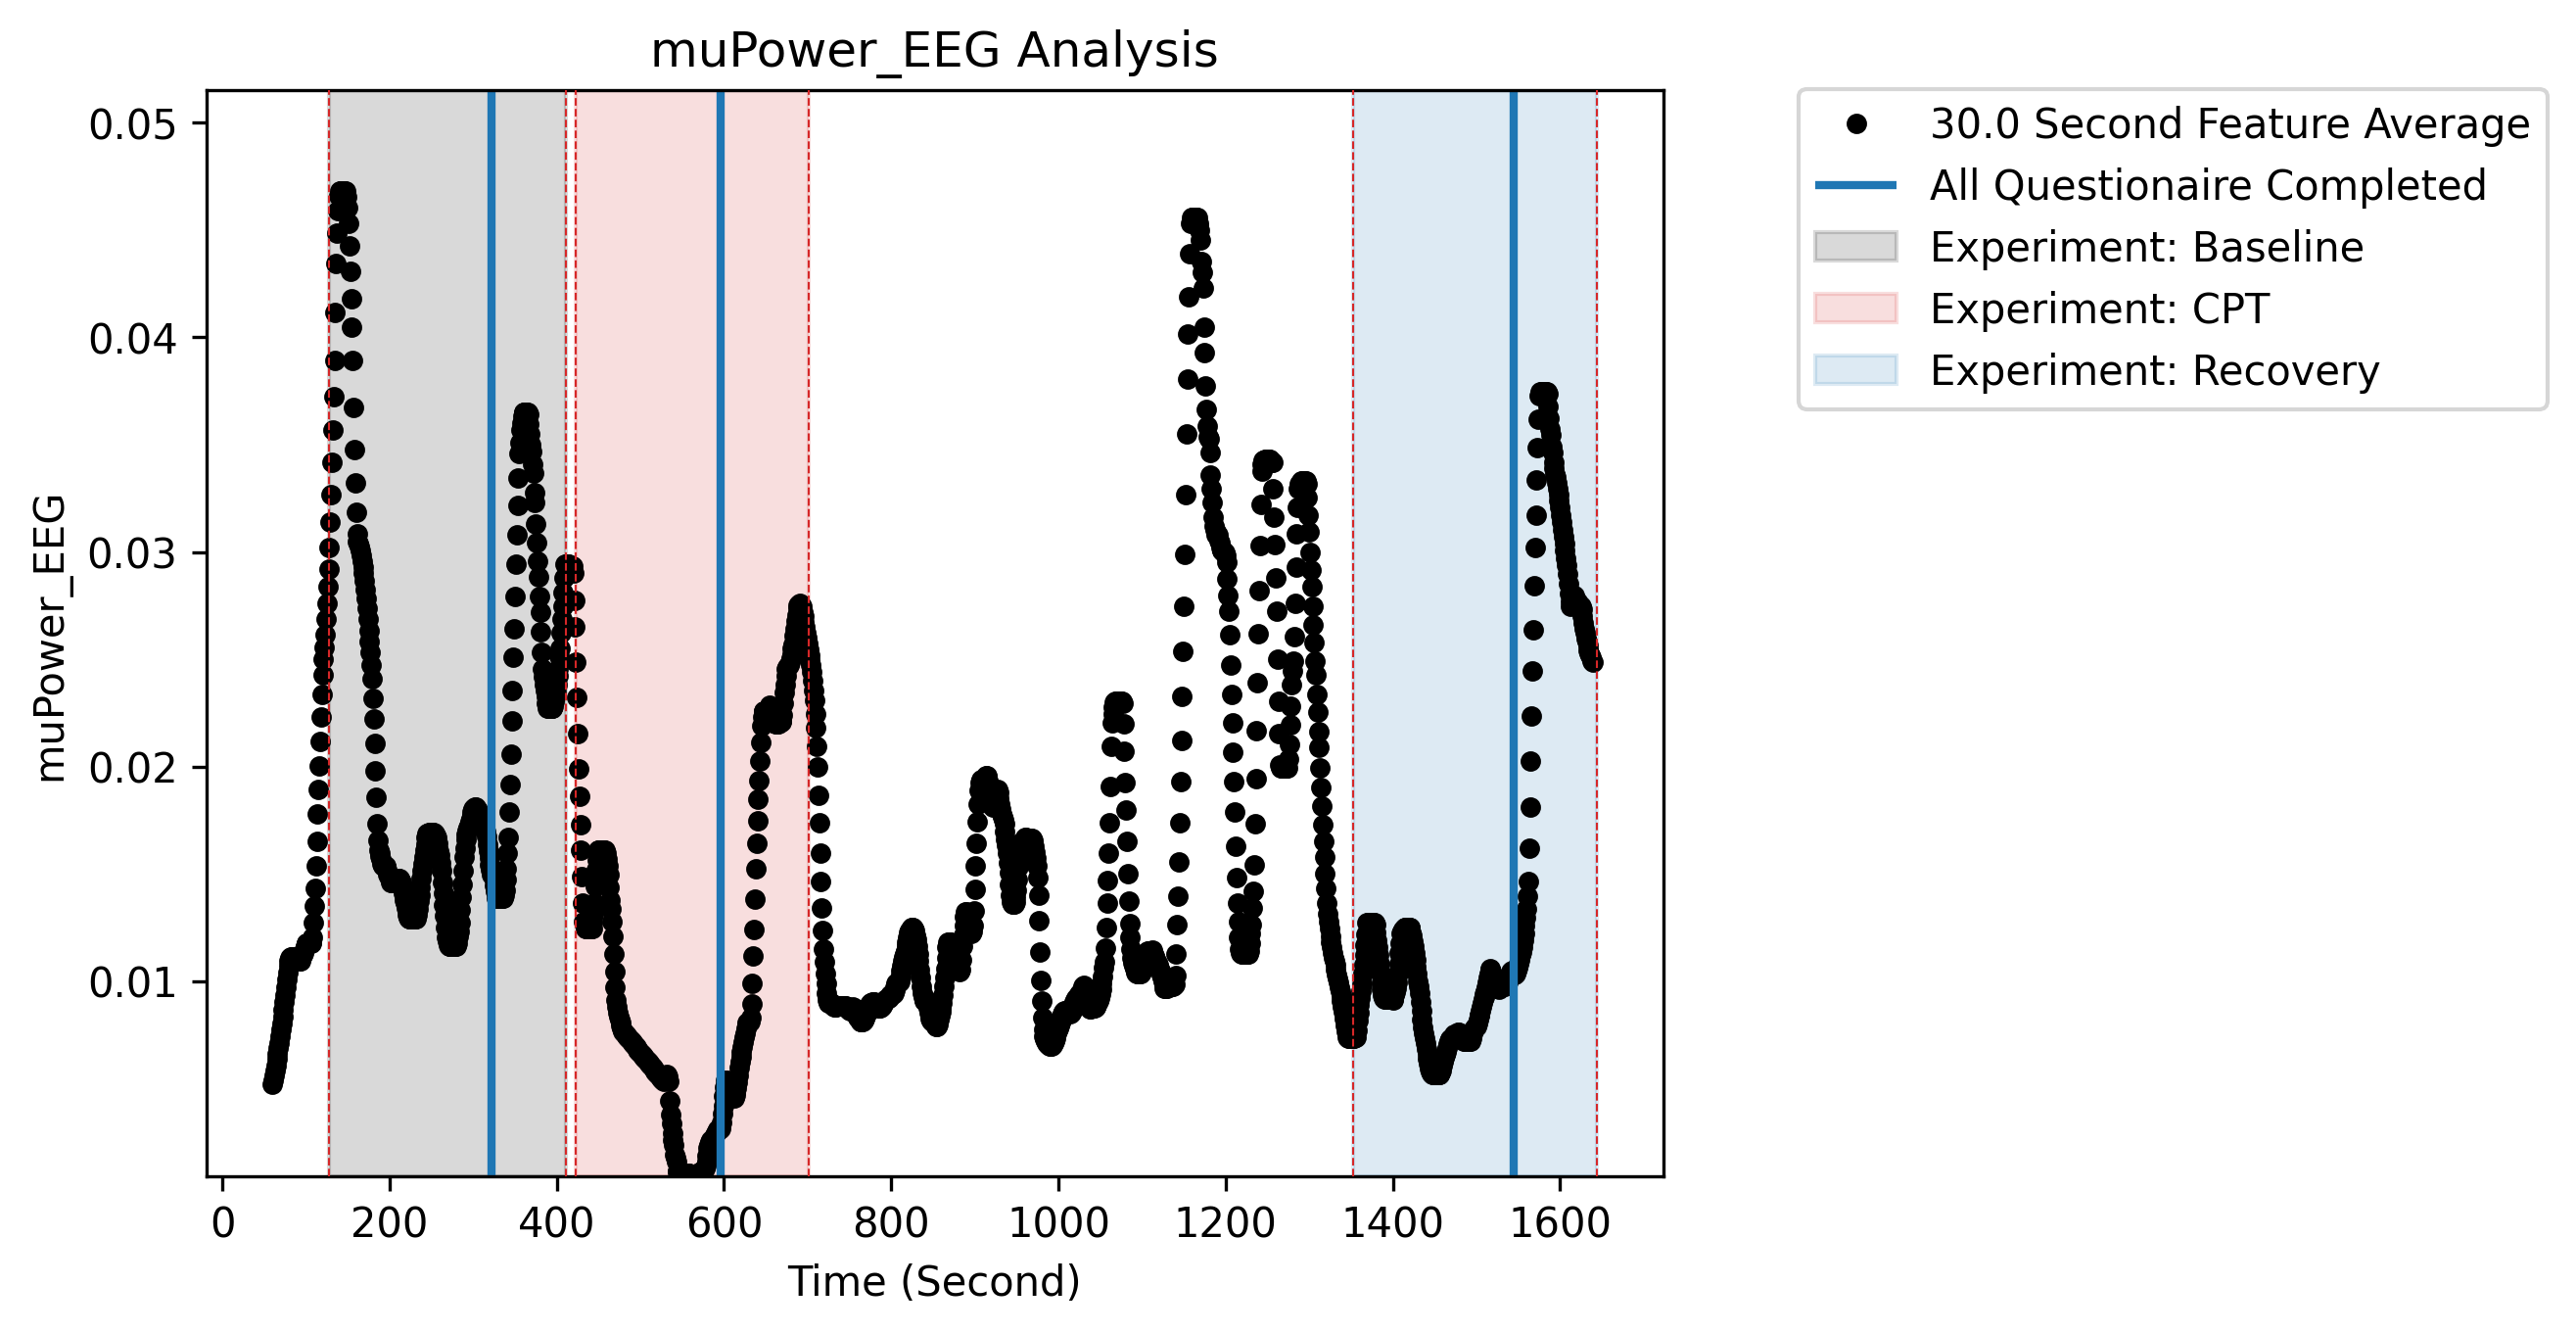 muPower_EEG Analysis
0.05
0.04
0.03
0.02
0.01
muPower_EEG
0 200 400 600 800 1000 1200 1400 1600
Time (Second)
30.0 Second Feature Average
All Questionaire Completed
Experiment: Baseline
Experiment: CPT
Experiment: Recovery